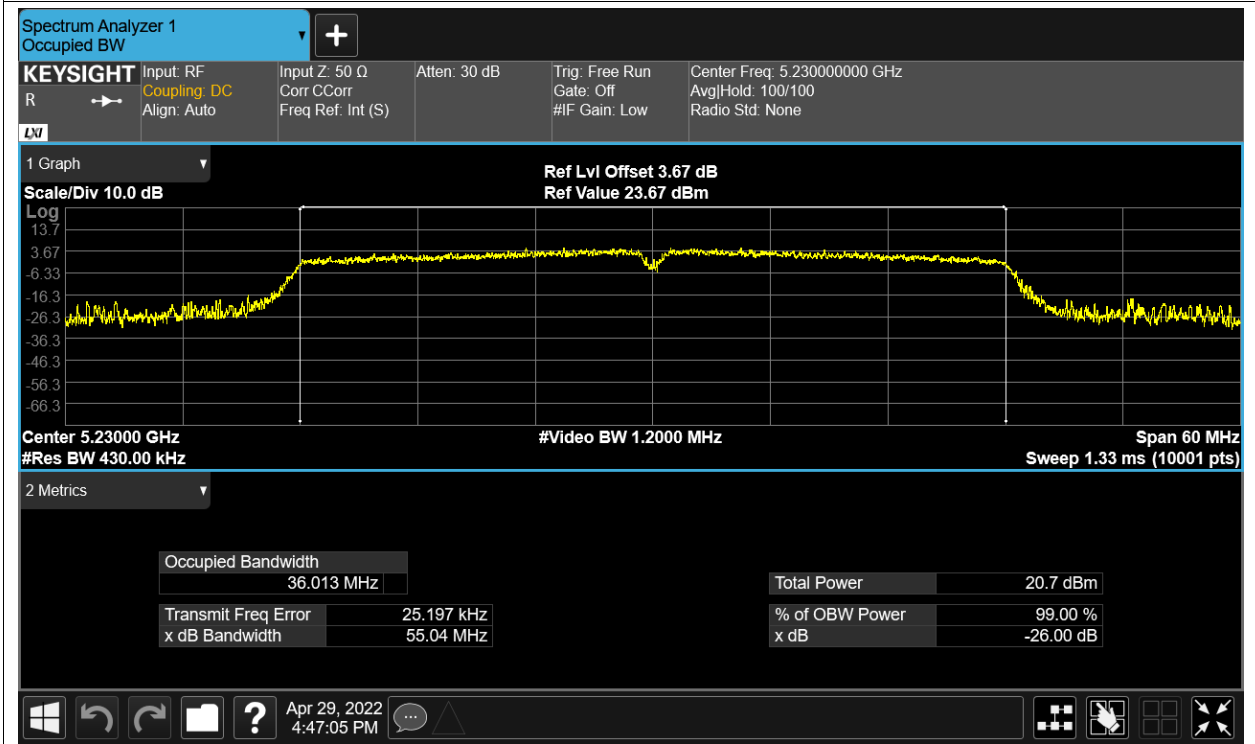 Spectrum Analyzer 1
Occupied BW
KEYSIGHT
R
LXI
Input: RF
Coupling: DC
Align: Auto
Input Z: 50 Ω
Corr CCorr
Freq Ref: Int (S)
Atten: 30 dB
Trig: Free Run
Gate: Off
#IF Gain: Low
Center Freq: 5.230000000 GHz
Avg|Hold: 100/100
Radio Std: None
1 Graph
Scale/Div 10.0 dB
Ref Lvl Offset 3.67 dB
Ref Value 23.67 dBm
Log
13.7
3.67
-6.33
-16.3
-26.3
-36.3
-46.3
-56.3
-66.3
Center 5.23000 GHz
#Res BW 430.00 kHz
#Video BW 1.2000 MHz
Span 60 MHz
Sweep 1.33 ms (10001 pts)
2 Metrics
Occupied Bandwidth
36.013 MHz
Transmit Freq Error 25.197 kHz
x dB Bandwidth 55.04 MHz
Total Power 20.7 dBm
% of OBW Power 99.00 %
x dB -26.00 dB
Apr 29, 2022
4:47:05 PM